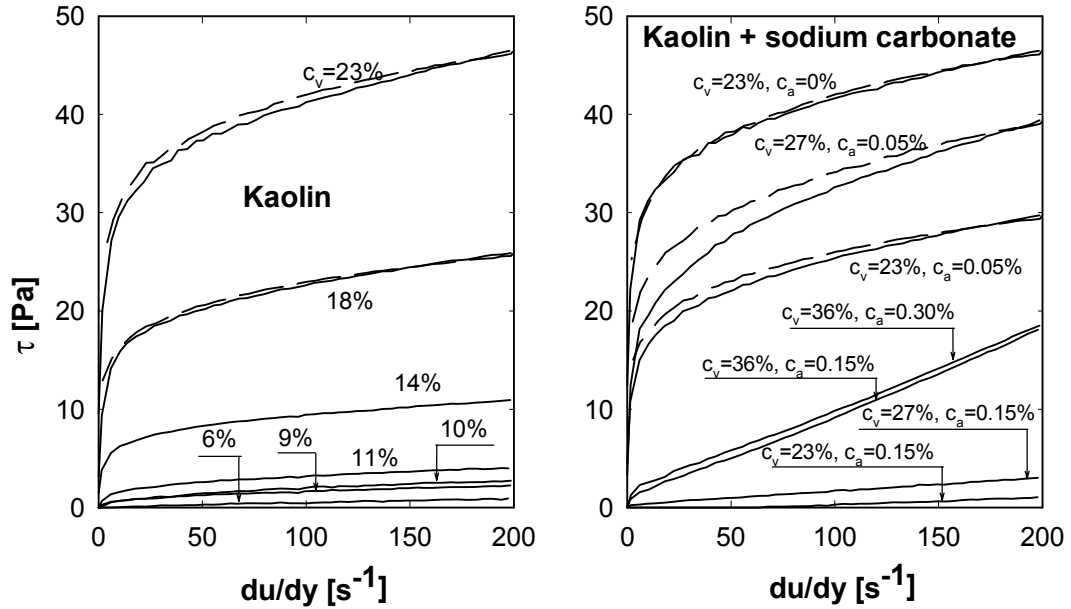 50
40
30
20
10
0
τ [Pa]
c_v=23%
Kaolin
18%
14%
6%
9%
10%
11%
0
50
100
150
200
du/dy [s⁻¹]
50
40
30
20
10
0
Kaolin + sodium carbonate
c_v=23%, c_a=0%
c_v=27%, c_a=0.05%
c_v=23%, c_a=0.05%
c_v=36%, c_a=0.30%
c_v=36%, c_a=0.15%
c_v=27%, c_a=0.15%
c_v=23%, c_a=0.15%
0
50
100
150
200
du/dy [s⁻¹]